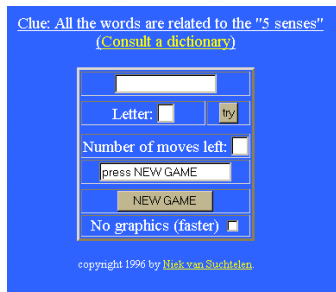 Clue: All the words are related to the "5 senses"
(Consult a dictionary)
Letter: try
Number of moves left:
press NEW GAME
NEW GAME
No graphics (faster)
copyright 1996 by Niek van Suchtelen.